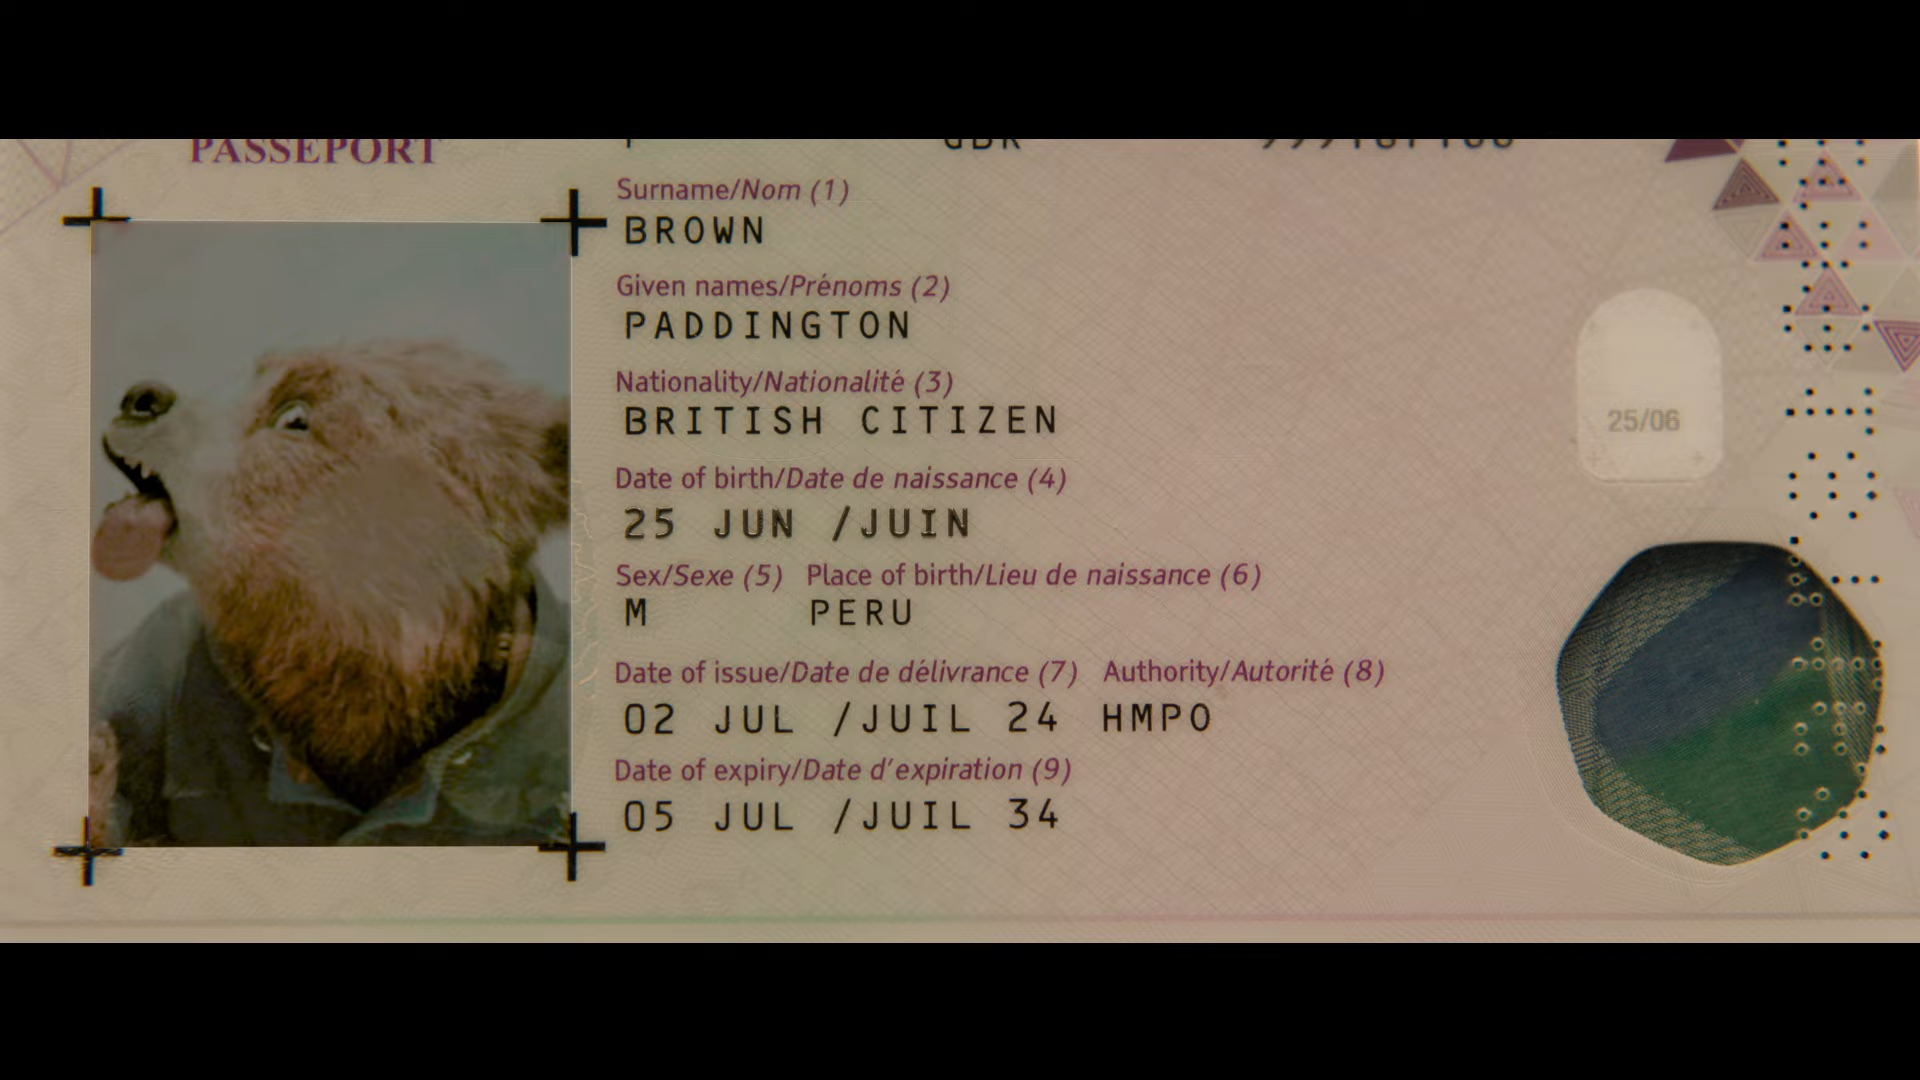 PASSEPORT
Surname/Nom (1)
BROWN
Given names/Prénoms (2)
PADDINGTON
Nationality/Nationalité (3)
BRITISH CITIZEN
25/06
Date of birth/Date de naissance (4)
25 JUN /JUIN
Sex/Sexe (5) Place of birth/Lieu de naissance (6)
M PERU
Date of issue/Date de délivrance (7) Authority/Autorité (8)
02 JUL /JUIL 24 HMPO
Date of expiry/Date d'expiration (9)
05 JUL /JUIL 34